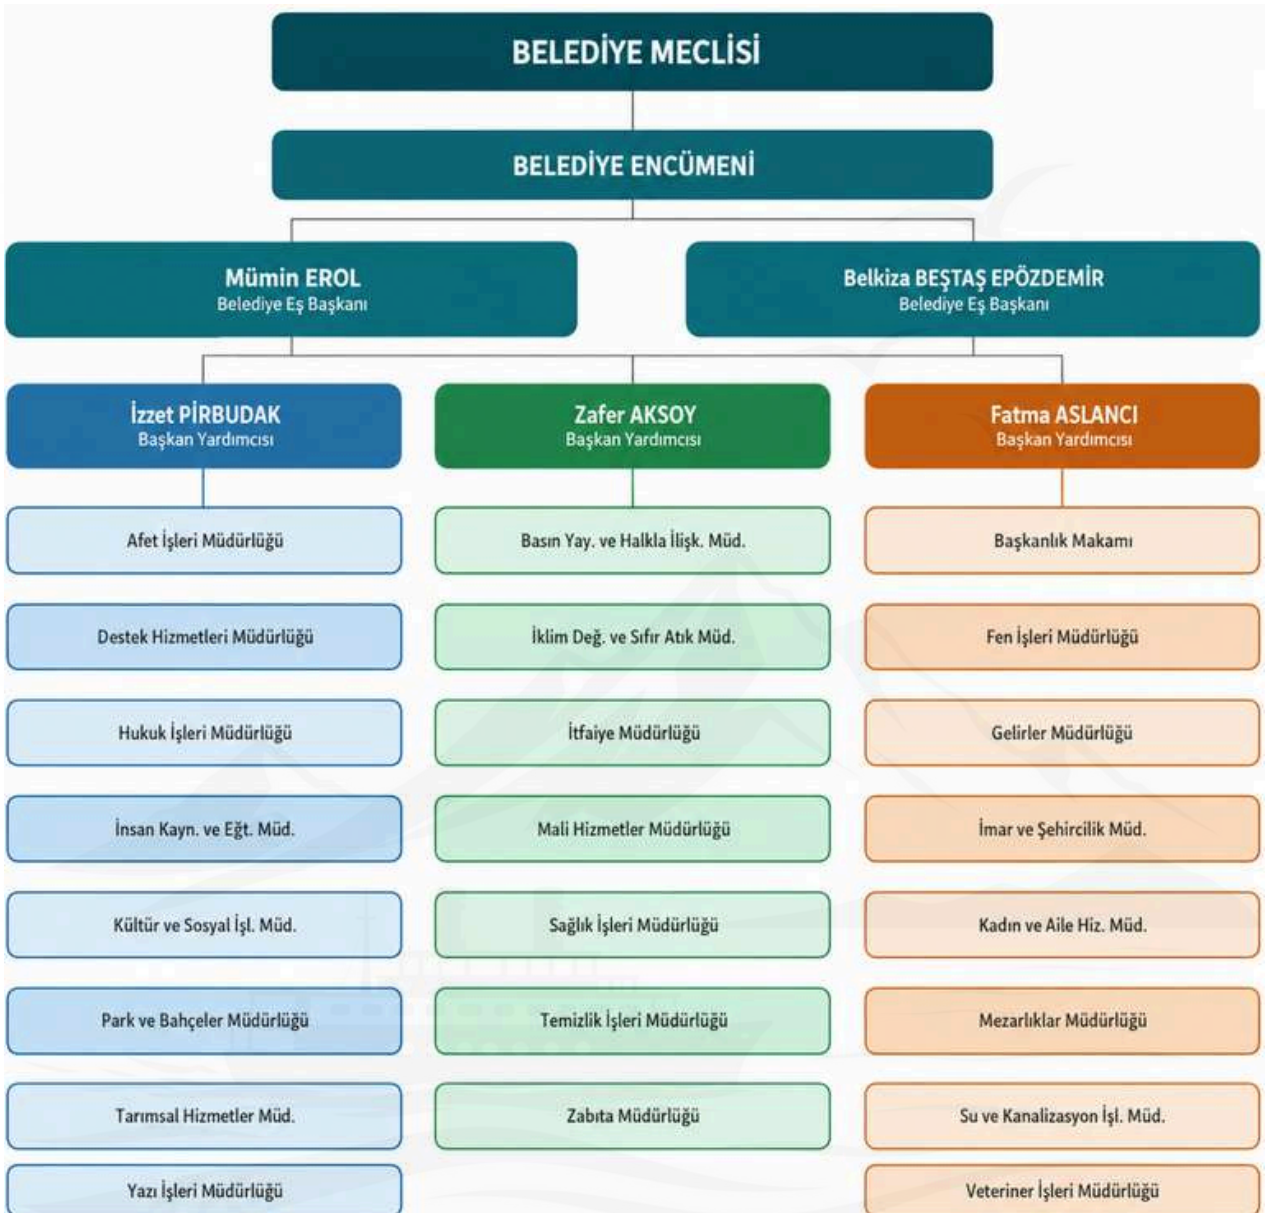 BELEDİYE MECLİSİ
BELEDİYE ENCÜMENİ
Mümin EROL
Belediye Eş Başkanı
Belkiza BEŞTAŞ EPÖZDEMİR
Belediye Eş Başkanı
İzzet PİRBUDAK
Başkan Yardımcısı
Zafer AKSOY
Başkan Yardımcısı
Fatma ASLANCI
Başkan Yardımcısı
Afet İşleri Müdürlüğü
Basın Yay. ve Halkla İlişk. Müd.
Başkanlık Makamı
Destek Hizmetleri Müdürlüğü
İklim Değ. ve Sıfır Atık Müd.
Fen İşleri Müdürlüğü
Hukuk İşleri Müdürlüğü
İtfaiye Müdürlüğü
Gelirler Müdürlüğü
İnsan Kayn. ve Eğt. Müd.
Mali Hizmetler Müdürlüğü
İmar ve Şehircilik Müd.
Kültür ve Sosyal İşl. Müd.
Sağlık İşleri Müdürlüğü
Kadın ve Aile Hiz. Müd.
Park ve Bahçeler Müdürlüğü
Temizlik İşleri Müdürlüğü
Mezarlıklar Müdürlüğü
Tarımsal Hizmetler Müd.
Zabıta Müdürlüğü
Su ve Kanalizasyon İşl. Müd.
Yazı İşleri Müdürlüğü
Veteriner İşleri Müdürlüğü